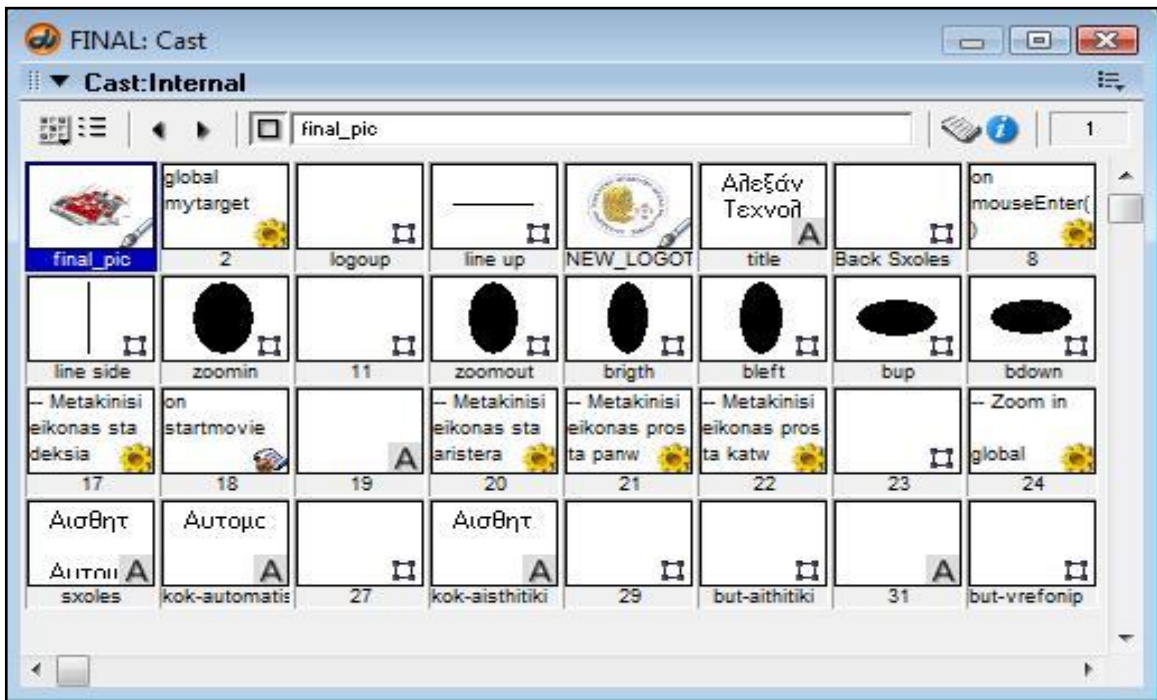 FINAL: Cast
Cast:Internal
final_pic
1
global
mytarget
Αλεξάν
Τεχνολ
on
mouseEnter(
)
final_pic
2
logoup
line up
NEW_LOGOT
title
Back Sxoles
8
line side
zoomin
11
zoomout
brigth
bleft
bup
bdown
-- Metakinisi
eikonas sta
deksia
on
startmovie
-- Metakinisi
eikonas sta
aristera
-- Metakinisi
eikonas pros
ta panw
-- Metakinisi
eikonas pros
ta katw
-- Zoom in
global
17
18
19
20
21
22
23
24
Αισθητ
Αυτομ
Αισθητ
sxoles
kok-automatis
27
kok-aisthitiki
29
but-aithitiki
31
but-vrefonip